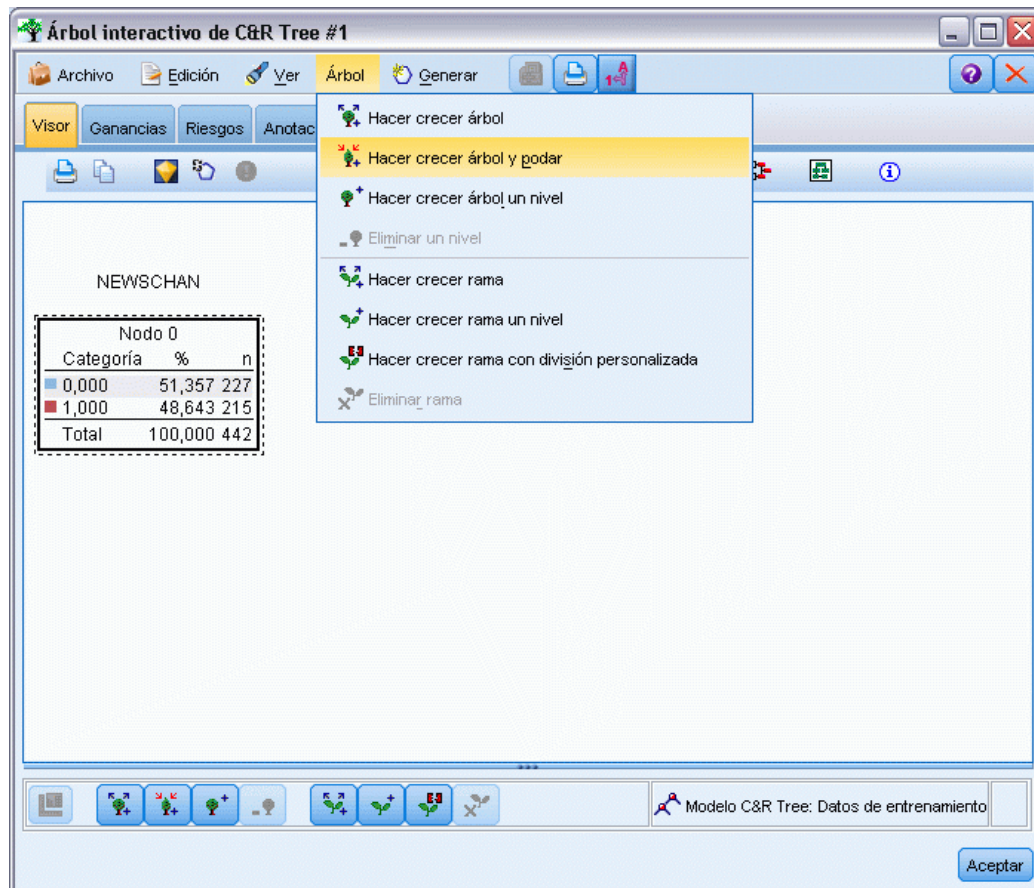 Árbol interactivo de C&R Tree #1
Archivo Edición Ver Árbol Generar
Visor Ganancias Riesgos Anotac
Hacer crecer árbol
Hacer crecer árbol y podar
Hacer crecer árbol un nivel
Eliminar un nivel
Hacer crecer rama
Hacer crecer rama un nivel
Hacer crecer rama con división personalizada
Eliminar rama
NEWSCHAN
Nodo 0
Categoría % n
0,000 51,357 227
1,000 48,643 215
Total 100,000 442
Modelo C&R Tree: Datos de entrenamiento
Aceptar